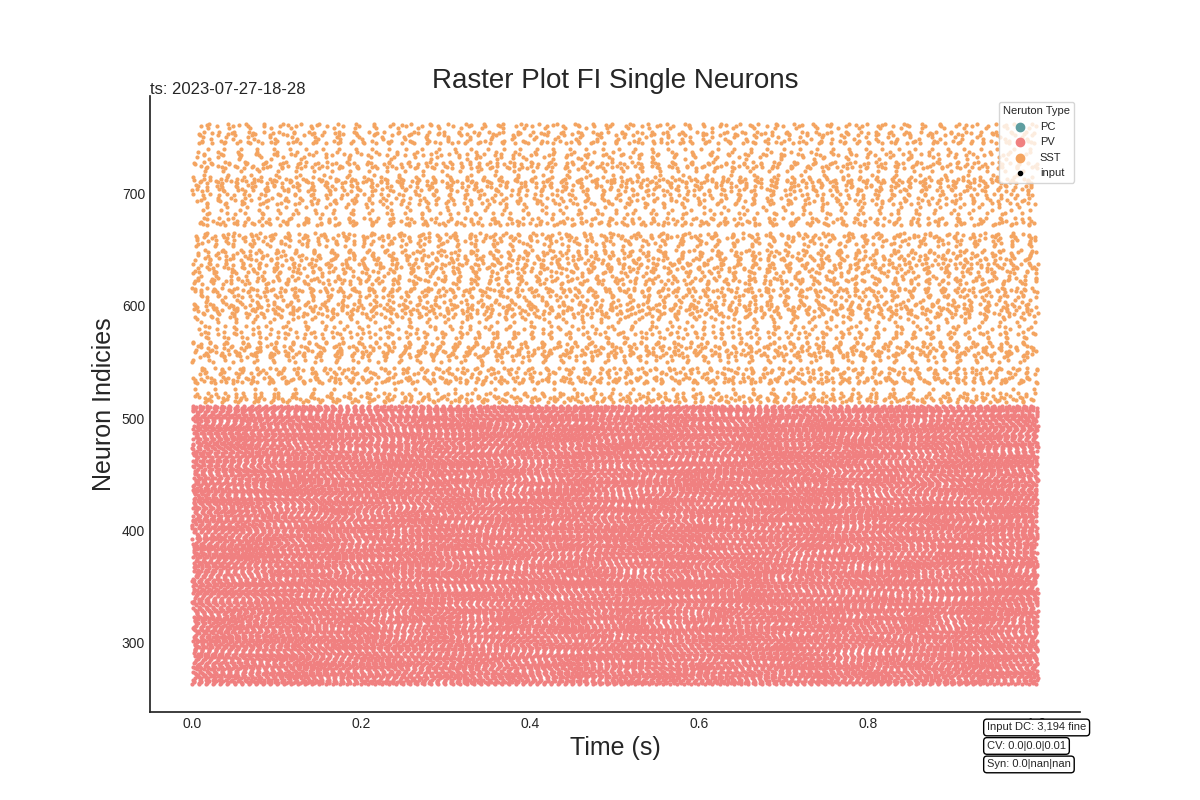 Raster Plot FI Single Neurons
ts: 2023-07-27-18-28
Neruton Type
PC
PV
SST
input
Neuron Indicies
700
600
500
400
300
0.0 0.2 0.4 0.6 0.8
Time (s)
Input DC: 3,194 fine
CV: 0.0|0.0|0.01
Syn: 0.0|nan|nan